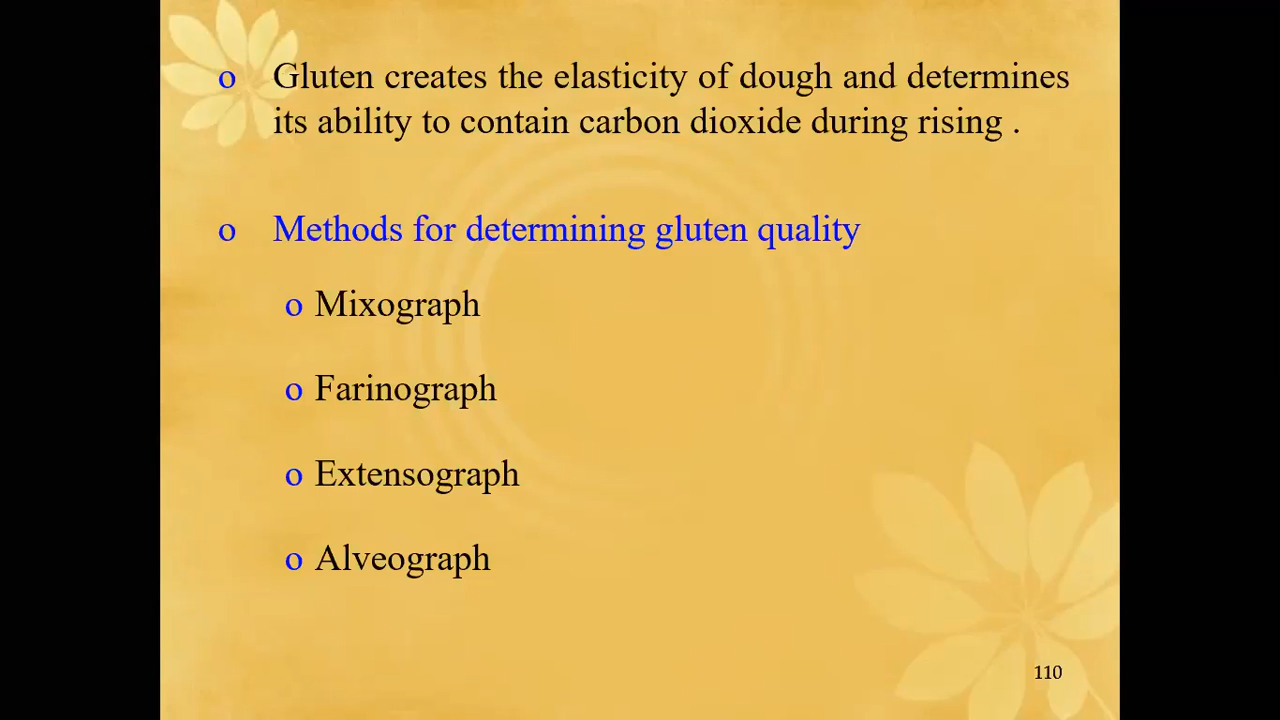 o Gluten creates the elasticity of dough and determines
its ability to contain carbon dioxide during rising .
o Methods for determining gluten quality
o Mixograph
o Farinograph
o Extensograph
o Alveograph
110